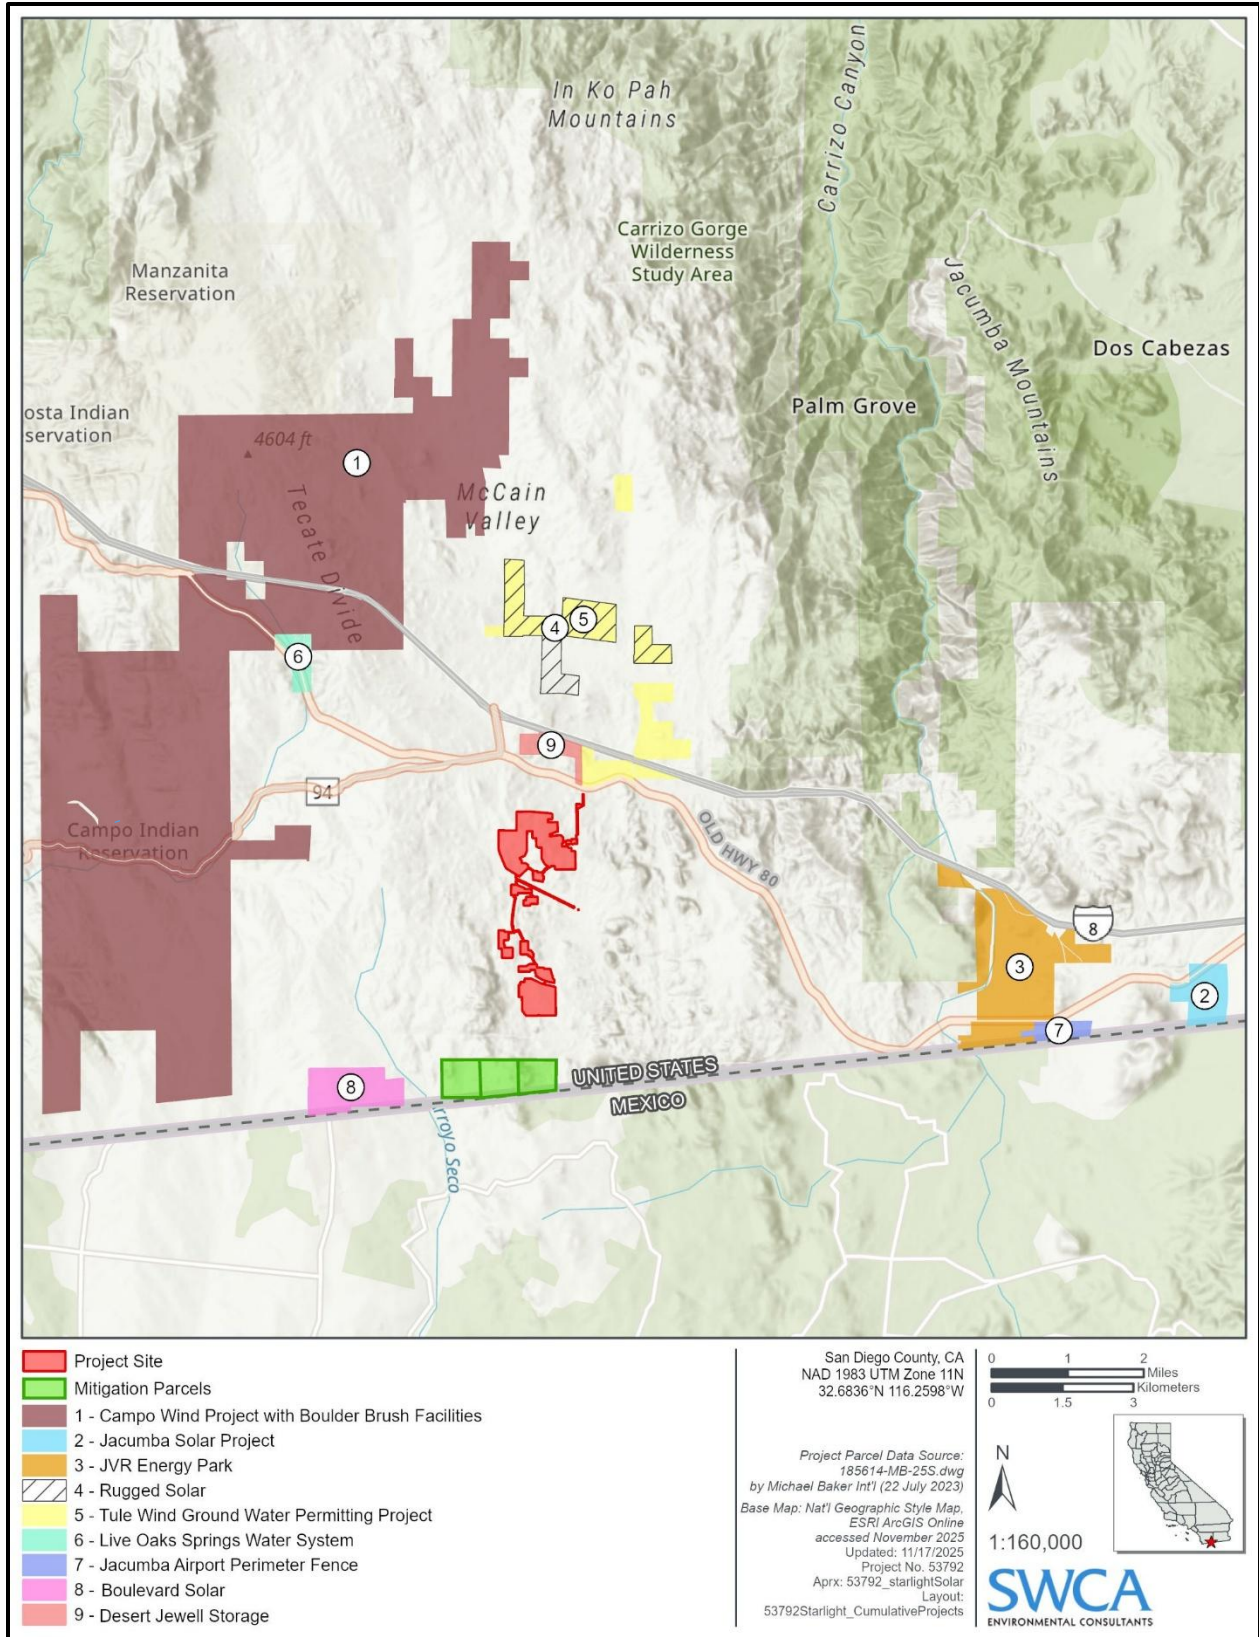 In Ko Pah
Mountains
Carrizo Canyon
Carrizo Gorge
Wilderness
Study Area
Manzanita
Reservation
Jacumba Mountains
Dos Cabezas
Palm Grove
osta Indian
servation
4604 ft
1
McCain
Valley
Tecate Divide
5
4
6
9
94
OLD HWY 80
Campo Indian
Reservation
8
3
2
7
UNITED STATES
MEXICO
8
rroyo Seco
Project Site
Mitigation Parcels
1 - Campo Wind Project with Boulder Brush Facilities
2 - Jacumba Solar Project
3 - JVR Energy Park
4 - Rugged Solar
5 - Tule Wind Ground Water Permitting Project
6 - Live Oaks Springs Water System
7 - Jacumba Airport Perimeter Fence
8 - Boulevard Solar
9 - Desert Jewell Storage
San Diego County, CA
NAD 1983 UTM Zone 11N
32.6836°N 116.2598°W
Project Parcel Data Source:
185614-MB-25S.dwg
by Michael Baker Int'l (22 July 2023)
Base Map: Nat'l Geographic Style Map,
ESRI ArcGIS Online
accessed November 2025
Updated: 11/17/2025
Project No. 53792
Aprx: 53792_starlightSolar
Layout:
53792Starlight_CumulativeProjects
0 1 2
Miles
Kilometers
0 1.5 3
N
1:160,000
SWCA
ENVIRONMENTAL CONSULTANTS